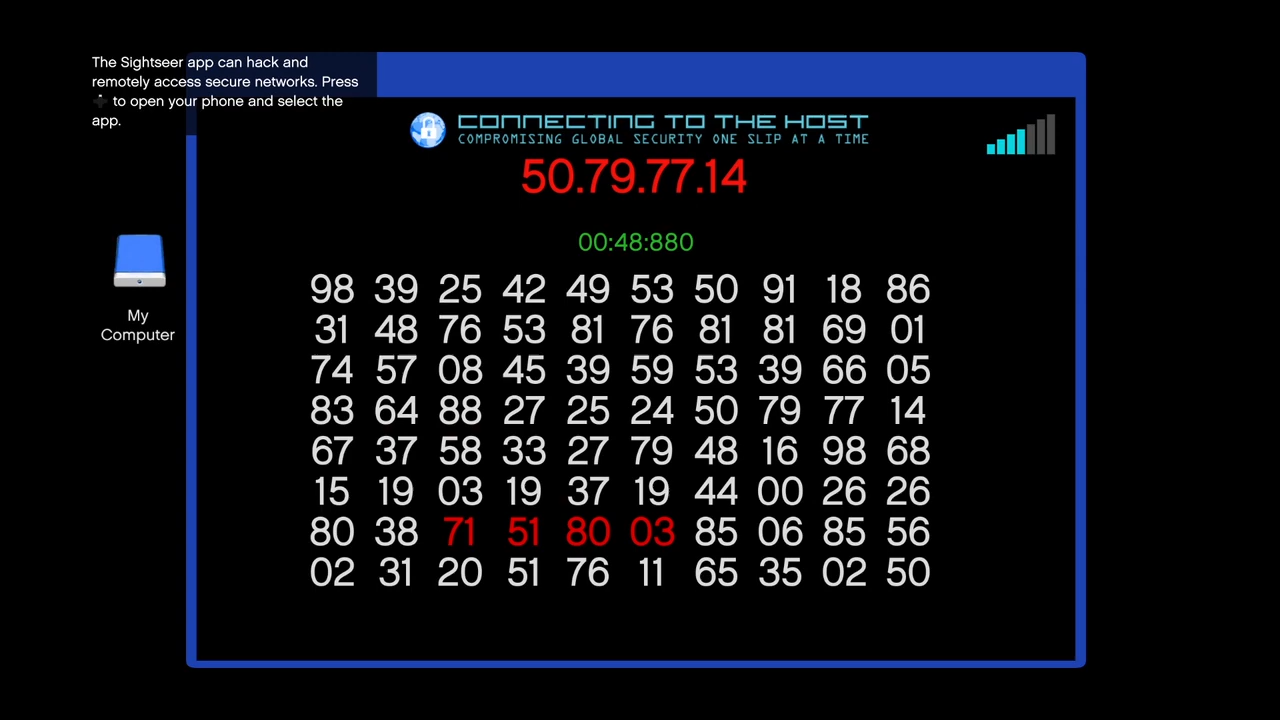 The Sightseer app can hack and
remotely access secure networks. Press
to open your phone and select the
app.
CONNECTING TO THE HOST
COMPROMISING GLOBAL SECURITY ONE SLIP AT A TIME
50.79.77.14
00:48:880
98 39 25 42 49 53 50 91 18 86
31 48 76 53 81 76 81 81 69 01
74 57 08 45 39 59 53 39 66 05
83 64 88 27 25 24 50 79 77 14
67 37 58 33 27 79 48 16 98 68
15 19 03 19 37 19 44 00 26 26
80 38 71 51 80 03 85 06 85 56
02 31 20 51 76 11 65 35 02 50
My
Computer